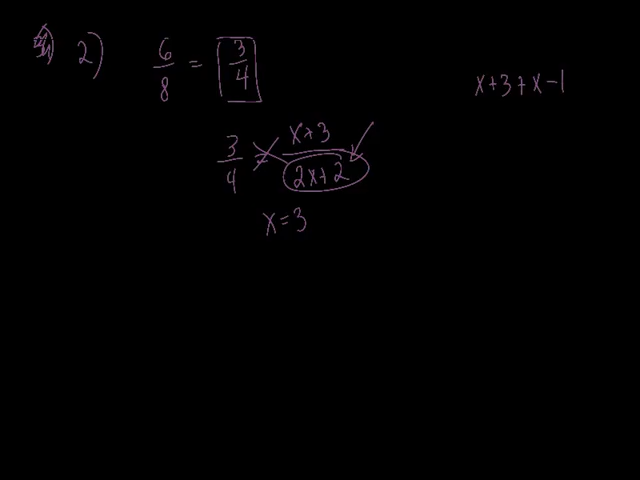 2) 6/8 = 3/4
x+3+x-1
3/4 = x+3/2x+2
x=3